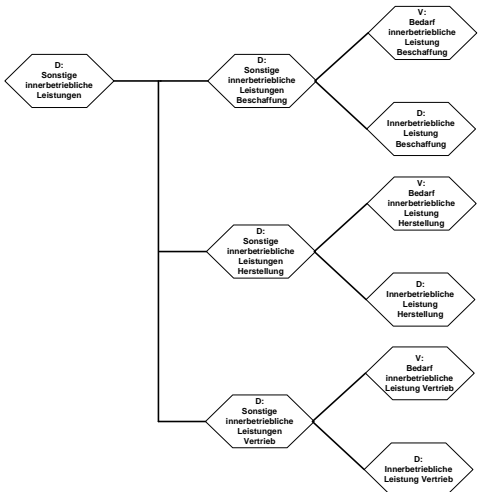 D:
Sonstige
innerbetriebliche
Leistungen
D:
Sonstige
innerbetriebliche
Leistungen
Beschaffung
V:
Bedarf
innerbetriebliche
Leistung
Beschaffung
D:
Innerbetriebliche
Leistung
Beschaffung
D:
Sonstige
innerbetriebliche
Leistungen
Herstellung
V:
Bedarf
innerbetriebliche
Leistung
Herstellung
D:
Innerbetriebliche
Leistung
Herstellung
D:
Sonstige
innerbetriebliche
Leistungen
Vertrieb
V:
Bedarf
innerbetriebliche
Leistung Vertrieb
D:
Innerbetriebliche
Leistung Vertrieb